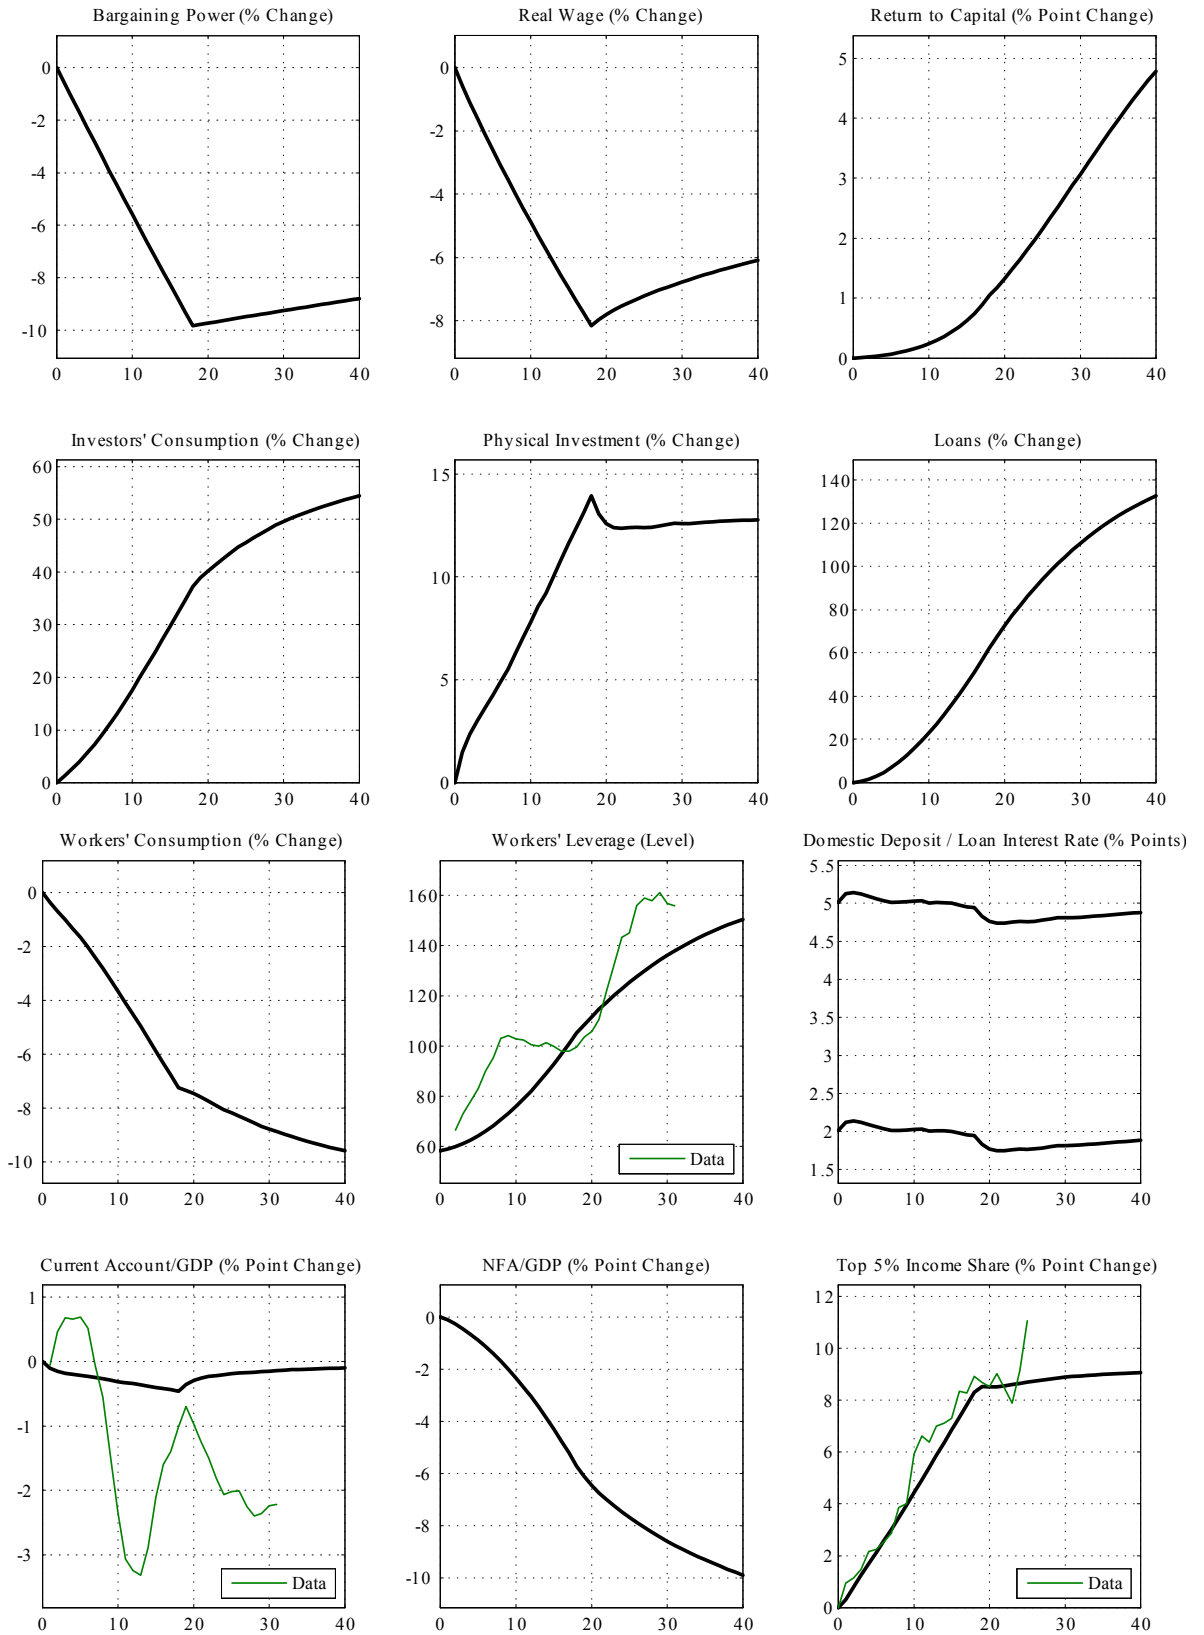 Bargaining Power (% Change)
0
-2
-4
-6
-8
-10
0 10 20 30 40
Real Wage (% Change)
0
-2
-4
-6
-8
0 10 20 30 40
Return to Capital (% Point Change)
5
4
3
2
1
0
0 10 20 30 40
Investors' Consumption (% Change)
60
50
40
30
20
10
0
0 10 20 30 40
Physical Investment (% Change)
15
10
5
0
0 10 20 30 40
Loans (% Change)
140
120
100
80
60
40
20
0
0 10 20 30 40
Workers' Consumption (% Change)
0
-2
-4
-6
-8
-10
0 10 20 30 40
Workers' Leverage (Level)
160
140
120
100
80
60
Data
0 10 20 30 40
Domestic Deposit / Loan Interest Rate (% Points)
5.5
5
4.5
4
3.5
3
2.5
2
1.5
0 10 20 30 40
Current Account/GDP (% Point Change)
1
0
-1
-2
-3
Data
0 10 20 30 40
NFA/GDP (% Point Change)
0
-2
-4
-6
-8
-10
0 10 20 30 40
Top 5% Income Share (% Point Change)
12
10
8
6
4
2
0
Data
0 10 20 30 40